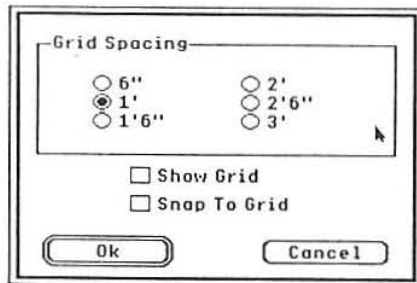 Grid Spacing
6" 2'
1' 2'6"
1'6" 3'
Show Grid
Snap To Grid
Ok Cancel